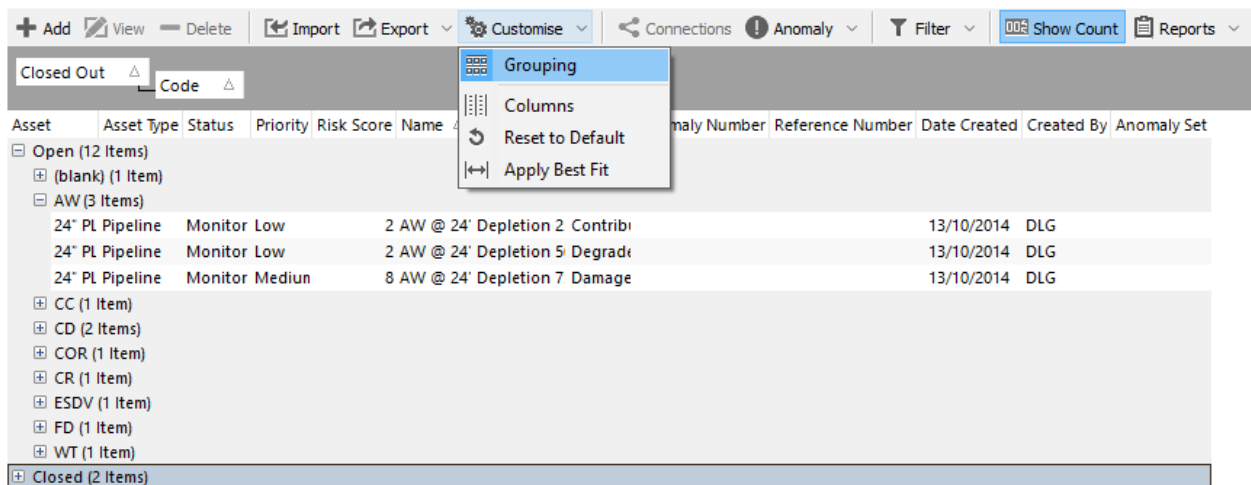 Add View Delete Import Export Customise Connections Anomaly Filter Show Count Reports
Closed Out
Code
Grouping
Columns
Reset to Default
Apply Best Fit
Asset Asset Type Status Priority Risk Score Name Number Reference Number Date Created Created By Anomaly Set
Open (12 Items)
(blank) (1 Item)
AW (3 Items)
24" PL Pipeline Monitor Low 2 AW @ 24' Depletion 2 Contrib 13/10/2014 DLG
24" PL Pipeline Monitor Low 2 AW @ 24' Depletion 5 Degrade 13/10/2014 DLG
24" PL Pipeline Monitor Medium 8 AW @ 24' Depletion 7 Damage 13/10/2014 DLG
CC (1 Item)
CD (2 Items)
COR (1 Item)
CR (1 Item)
ESDV (1 Item)
FD (1 Item)
WT (1 Item)
Closed (2 Items)